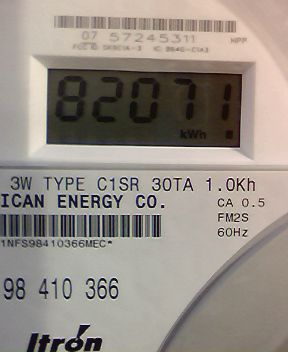 07 57245311
82071
kWh
3W TYPE C1SR 30TA 1.0Kh
ICAN ENERGY CO.
CA 0.5
FM2S
60Hz
1NFS98410366MEC*
98 410 366
Itron